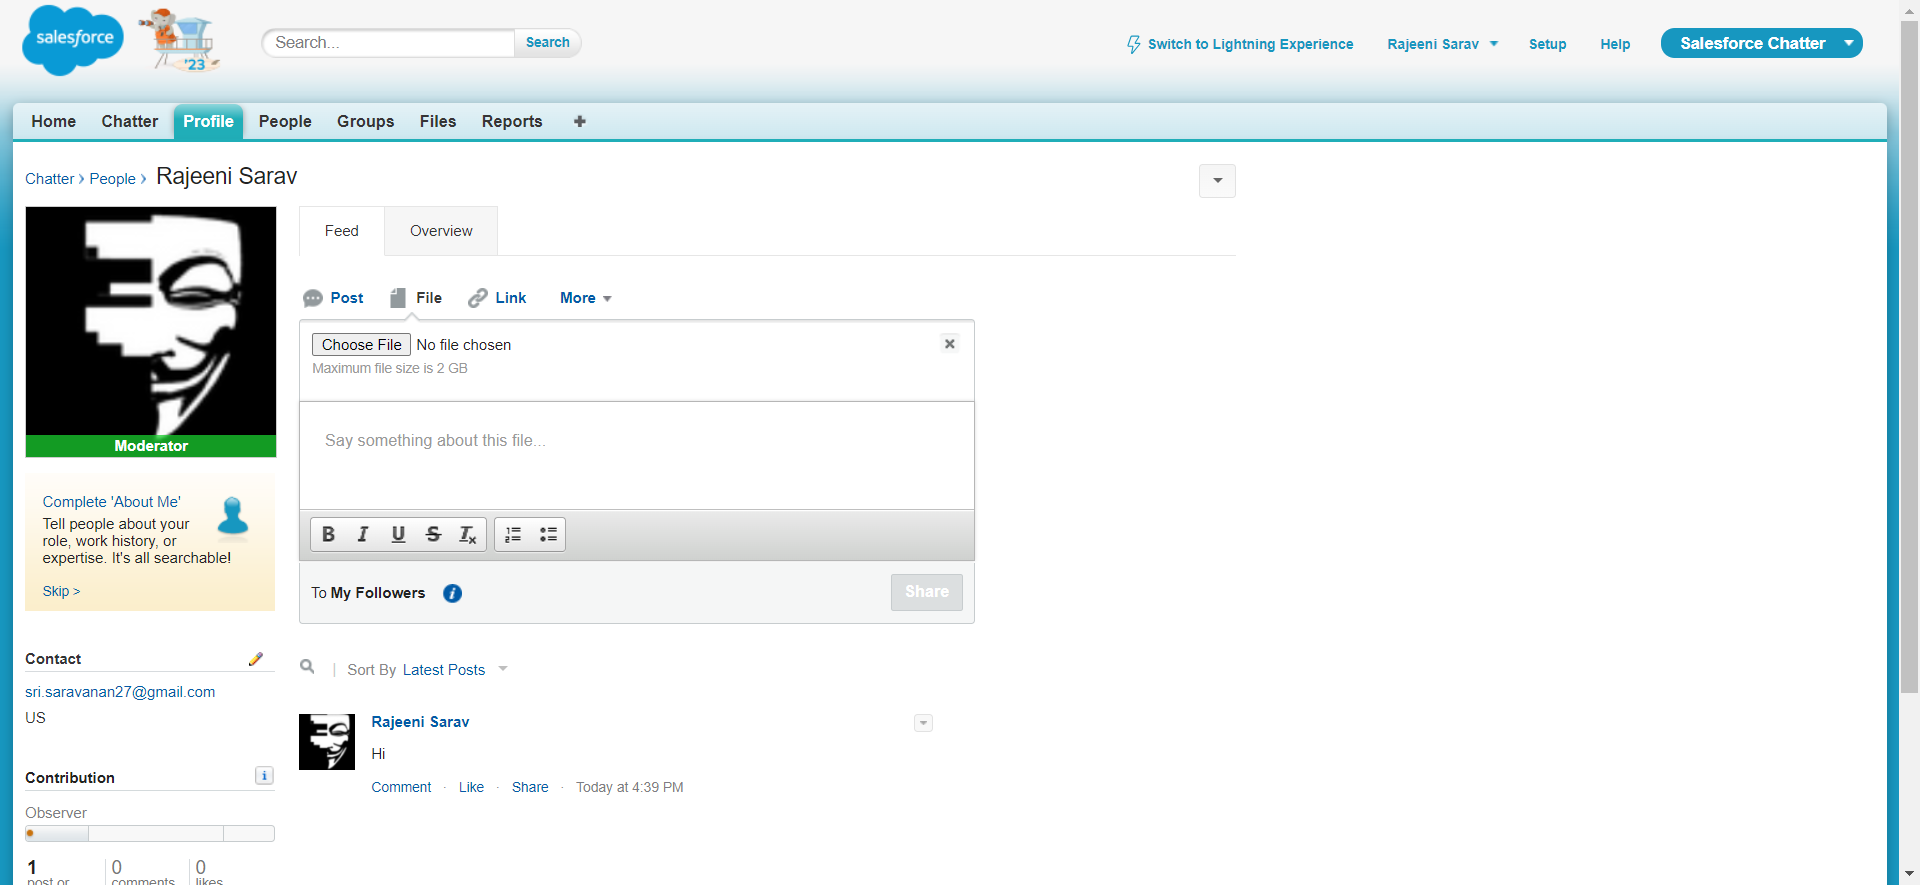 salesforce
'23
Search...
Search
Switch to Lightning Experience
Rajeeni Sarav
Setup
Help
Salesforce Chatter
Home
Chatter
Profile
People
Groups
Files
Reports
Chatter › People › Rajeeni Sarav
Feed
Overview
Post
File
Link
More
Choose File No file chosen
Maximum file size is 2 GB
Say something about this file...
B I U S Tx
To My Followers
Share
Moderator
Complete 'About Me'
Tell people about your
role, work history, or
expertise. It's all searchable!
Skip >
Contact
sri.saravanan27@gmail.com
US
Contribution
Observer
1
post or
0
comments
0
likes
| Sort By Latest Posts
Rajeeni Sarav
Hi
Comment · Like · Share · Today at 4:39 PM